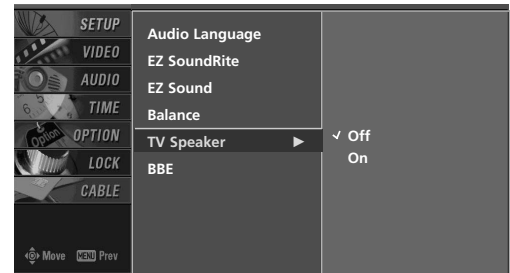 SETUP
VIDEO
AUDIO
TIME
OPTION
LOCK
CABLE
Move MENU Prev
Audio Language
EZ SoundRite
EZ Sound
Balance
TV Speaker ▶
BBE
✓ Off
On